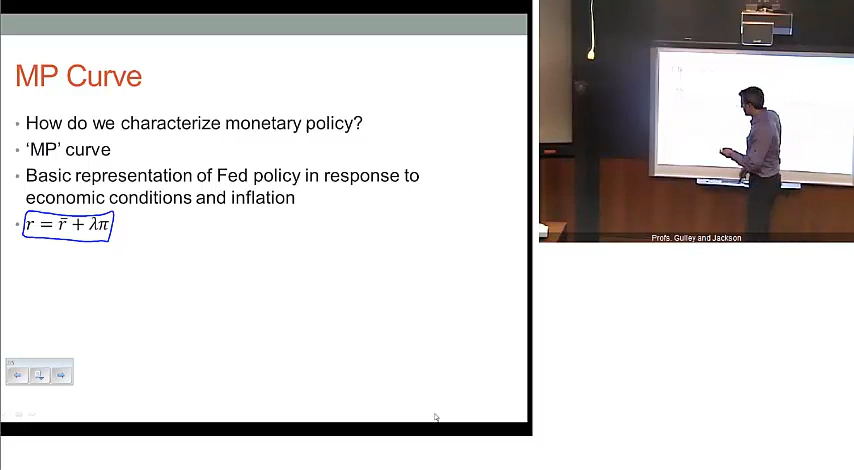 MP Curve
• How do we characterize monetary policy?
• 'MP' curve
• Basic representation of Fed policy in response to
economic conditions and inflation
• r = r̄ + λπ
Profs. Gulley and Jackson